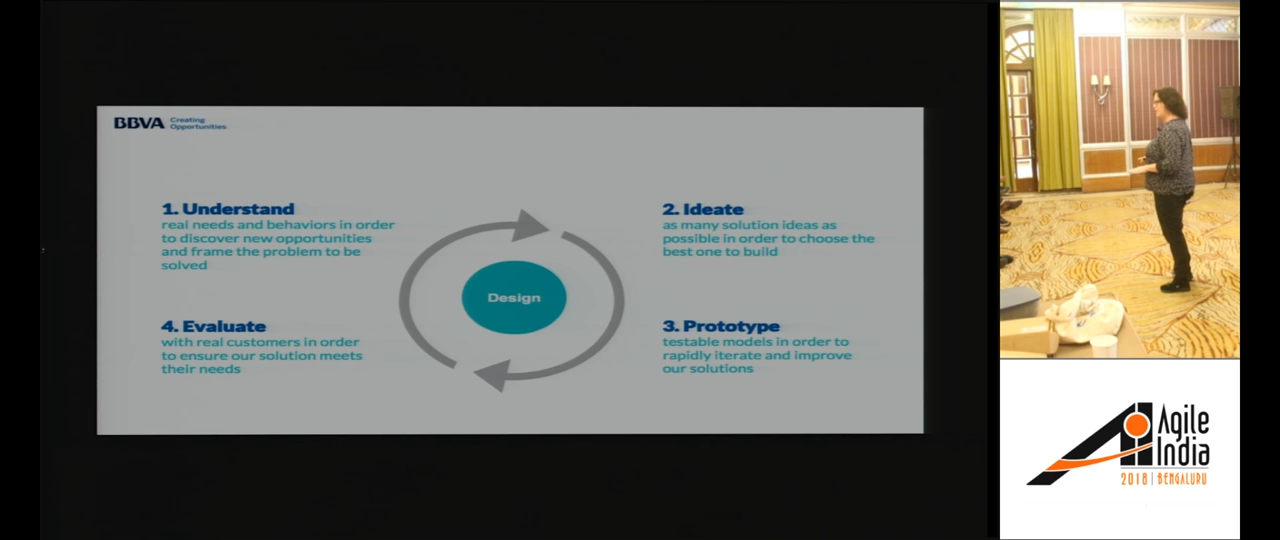 BBVA Creating
Opportunities
1. Understand
real needs and behaviors in order
to discover new opportunities
and frame the problem to be
solved
2. Ideate
as many solution ideas as
possible in order to choose the
best one to build
Design
4. Evaluate
with real customers in order
to ensure our solution meets
their needs
3. Prototype
testable models in order to
rapidly iterate and improve
our solutions
Agile
India
2018 | BENGALURU